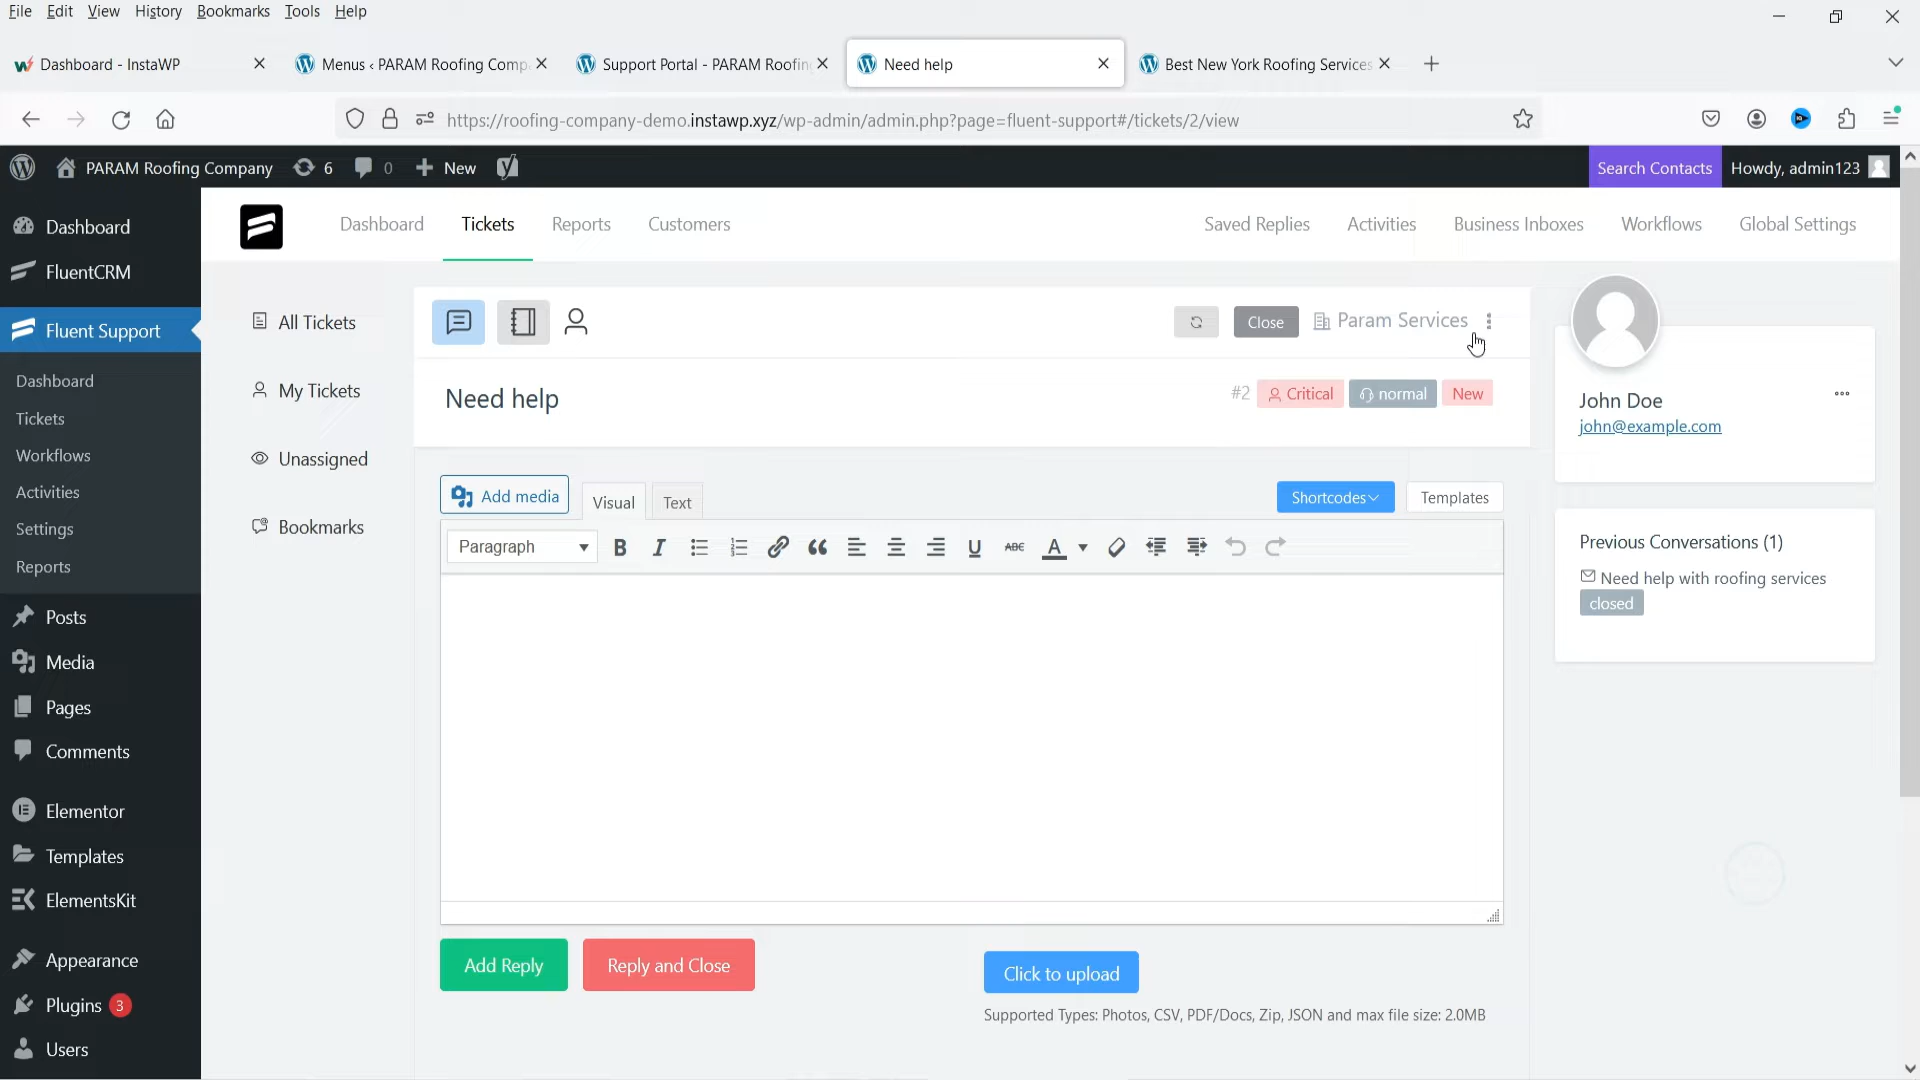 File Edit View History Bookmarks Tools Help
Dashboard - InstaWP
Menus ‹ PARAM Roofing Comp
Support Portal - PARAM Roofin
Need help
Best New York Roofing Services
https://roofing-company-demo.instawp.xyz/wp-admin/admin.php?page=fluent-support#/tickets/2/view
PARAM Roofing Company 6 0 New
Search Contacts Howdy, admin123
Dashboard
FluentCRM
Fluent Support
Dashboard
Tickets
Workflows
Activities
Settings
Reports
Posts
Media
Pages
Comments
Elementor
Templates
ElementsKit
Appearance
Plugins 3
Users
Dashboard Tickets Reports Customers
Saved Replies Activities Business Inboxes Workflows Global Settings
All Tickets
My Tickets
Unassigned
Bookmarks
Close Param Services
Need help
#2 Critical normal New
Add media Visual Text
Shortcodes Templates
Paragraph B I U ABC A
Add Reply Reply and Close
Click to upload
Supported Types: Photos, CSV, PDF/Docs, Zip, JSON and max file size: 2.0MB
John Doe
john@example.com
Previous Conversations (1)
Need help with roofing services
closed